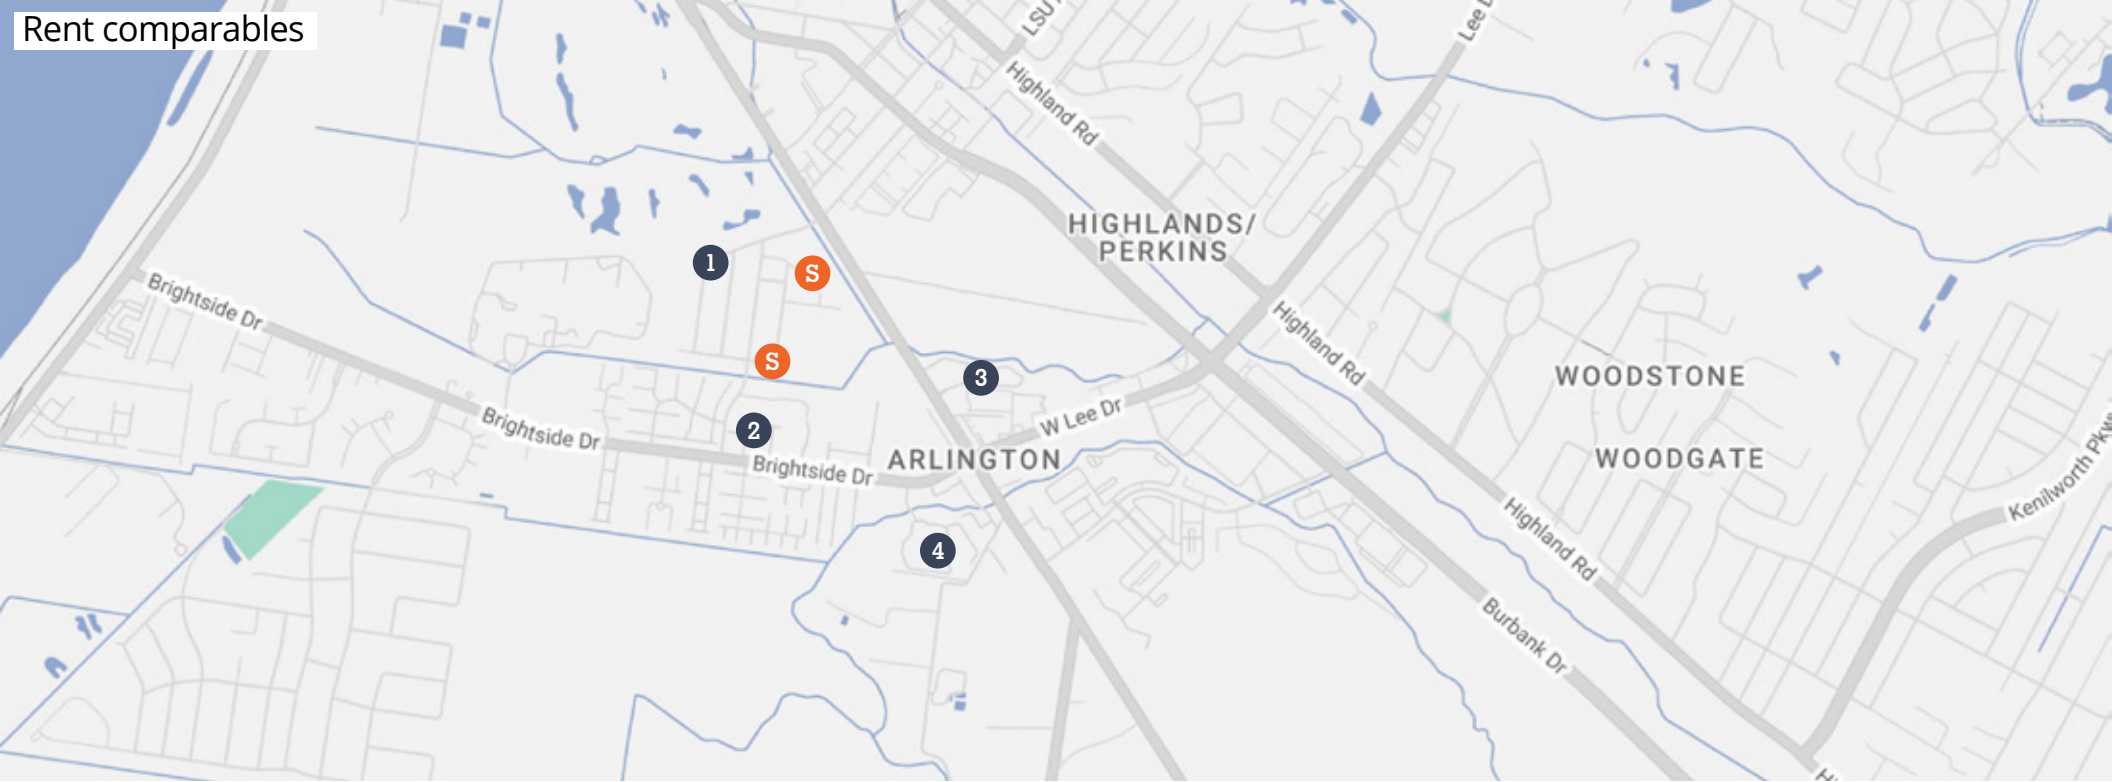 Rent comparables
LSU
Lee D
Highland Rd
HIGHLANDS/
PERKINS
1
S
Brightside Dr
Highland Rd
S
3
WOODSTONE
W Lee Dr
Brightside Dr
2
Brightside Dr
ARLINGTON
WOODGATE
Kenilworth Pkwy
Highland Rd
4
Burbank Dr
Hi